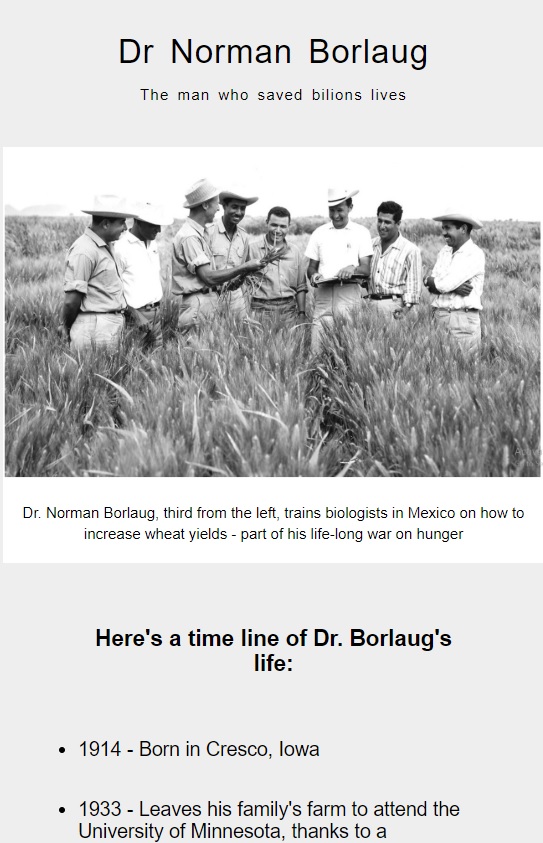 Dr Norman Borlaug
The man who saved bilions lives
Dr. Norman Borlaug, third from the left, trains biologists in Mexico on how to
increase wheat yields - part of his life-long war on hunger
Here's a time line of Dr. Borlaug's
life:
• 1914 - Born in Cresco, Iowa
• 1933 - Leaves his family's farm to attend the
University of Minnesota, thanks to a